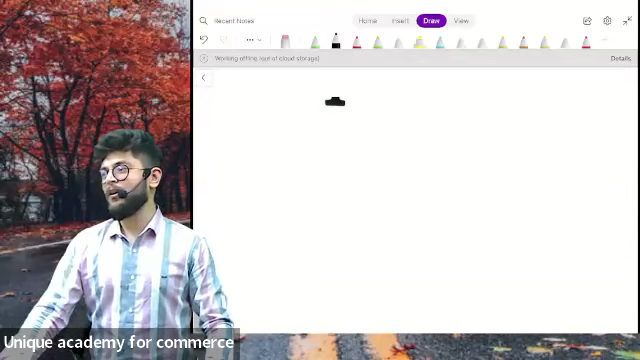 Recent Notes
Home Insert Draw View
Working offline (out of cloud storage)
Details
Unique academy for commerce